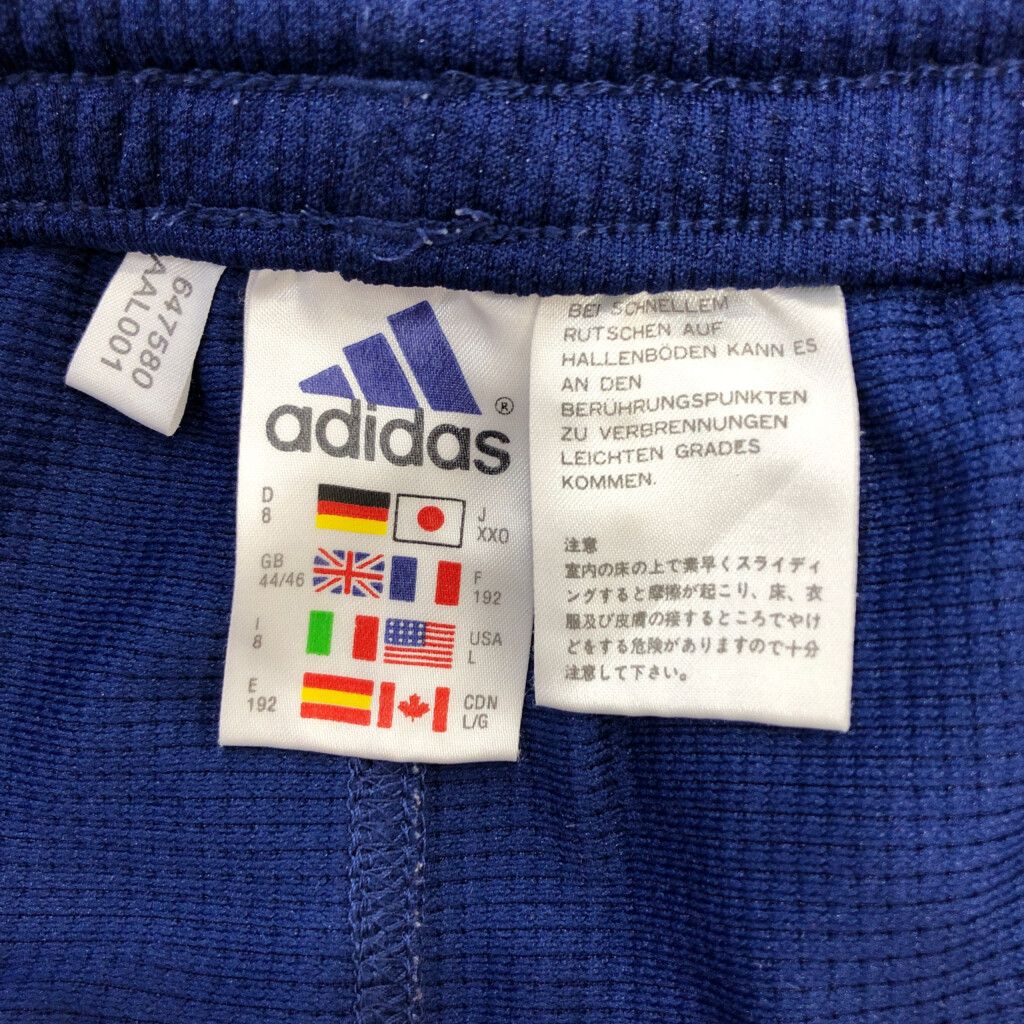 647580
AAL001
adidas®
D
8
J
XXO
GB
44/46
F
192
I
8
USA
L
E
192
CDN
L/G
BEI SCHNELLEM
RUTSCHEN AUF
HALLENBÖDEN KANN ES
AN DEN
BERÜHRUNGSPUNKTEN
ZU VERBRENNUNGEN
LEICHTEN GRADES
KOMMEN.
注意
室内の床の上で素早くスライディ
ングすると摩擦が起こり、床、衣
服及び皮膚の接するところでやけ
どをする危険がありますので十分
注意して下さい。